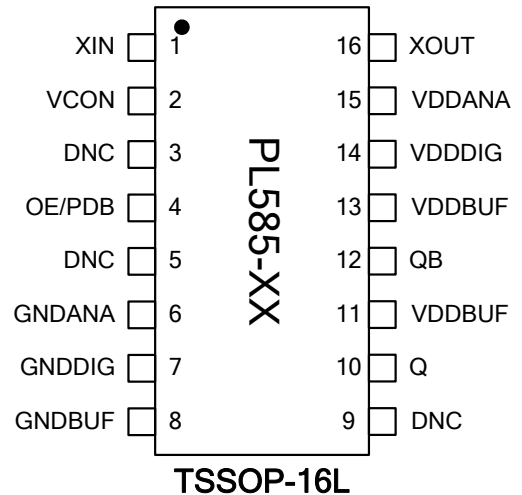 XIN 1 16 XOUT
VCON 2 15 VDDANA
DNC 3 14 VDDDIG
OE/PDB 4 13 VDDBUF
DNC 5 12 QB
GNDANA 6 11 VDDBUF
GNDDIG 7 10 Q
GNDBUF 8 9 DNC
PL585-XX
TSSOP-16L